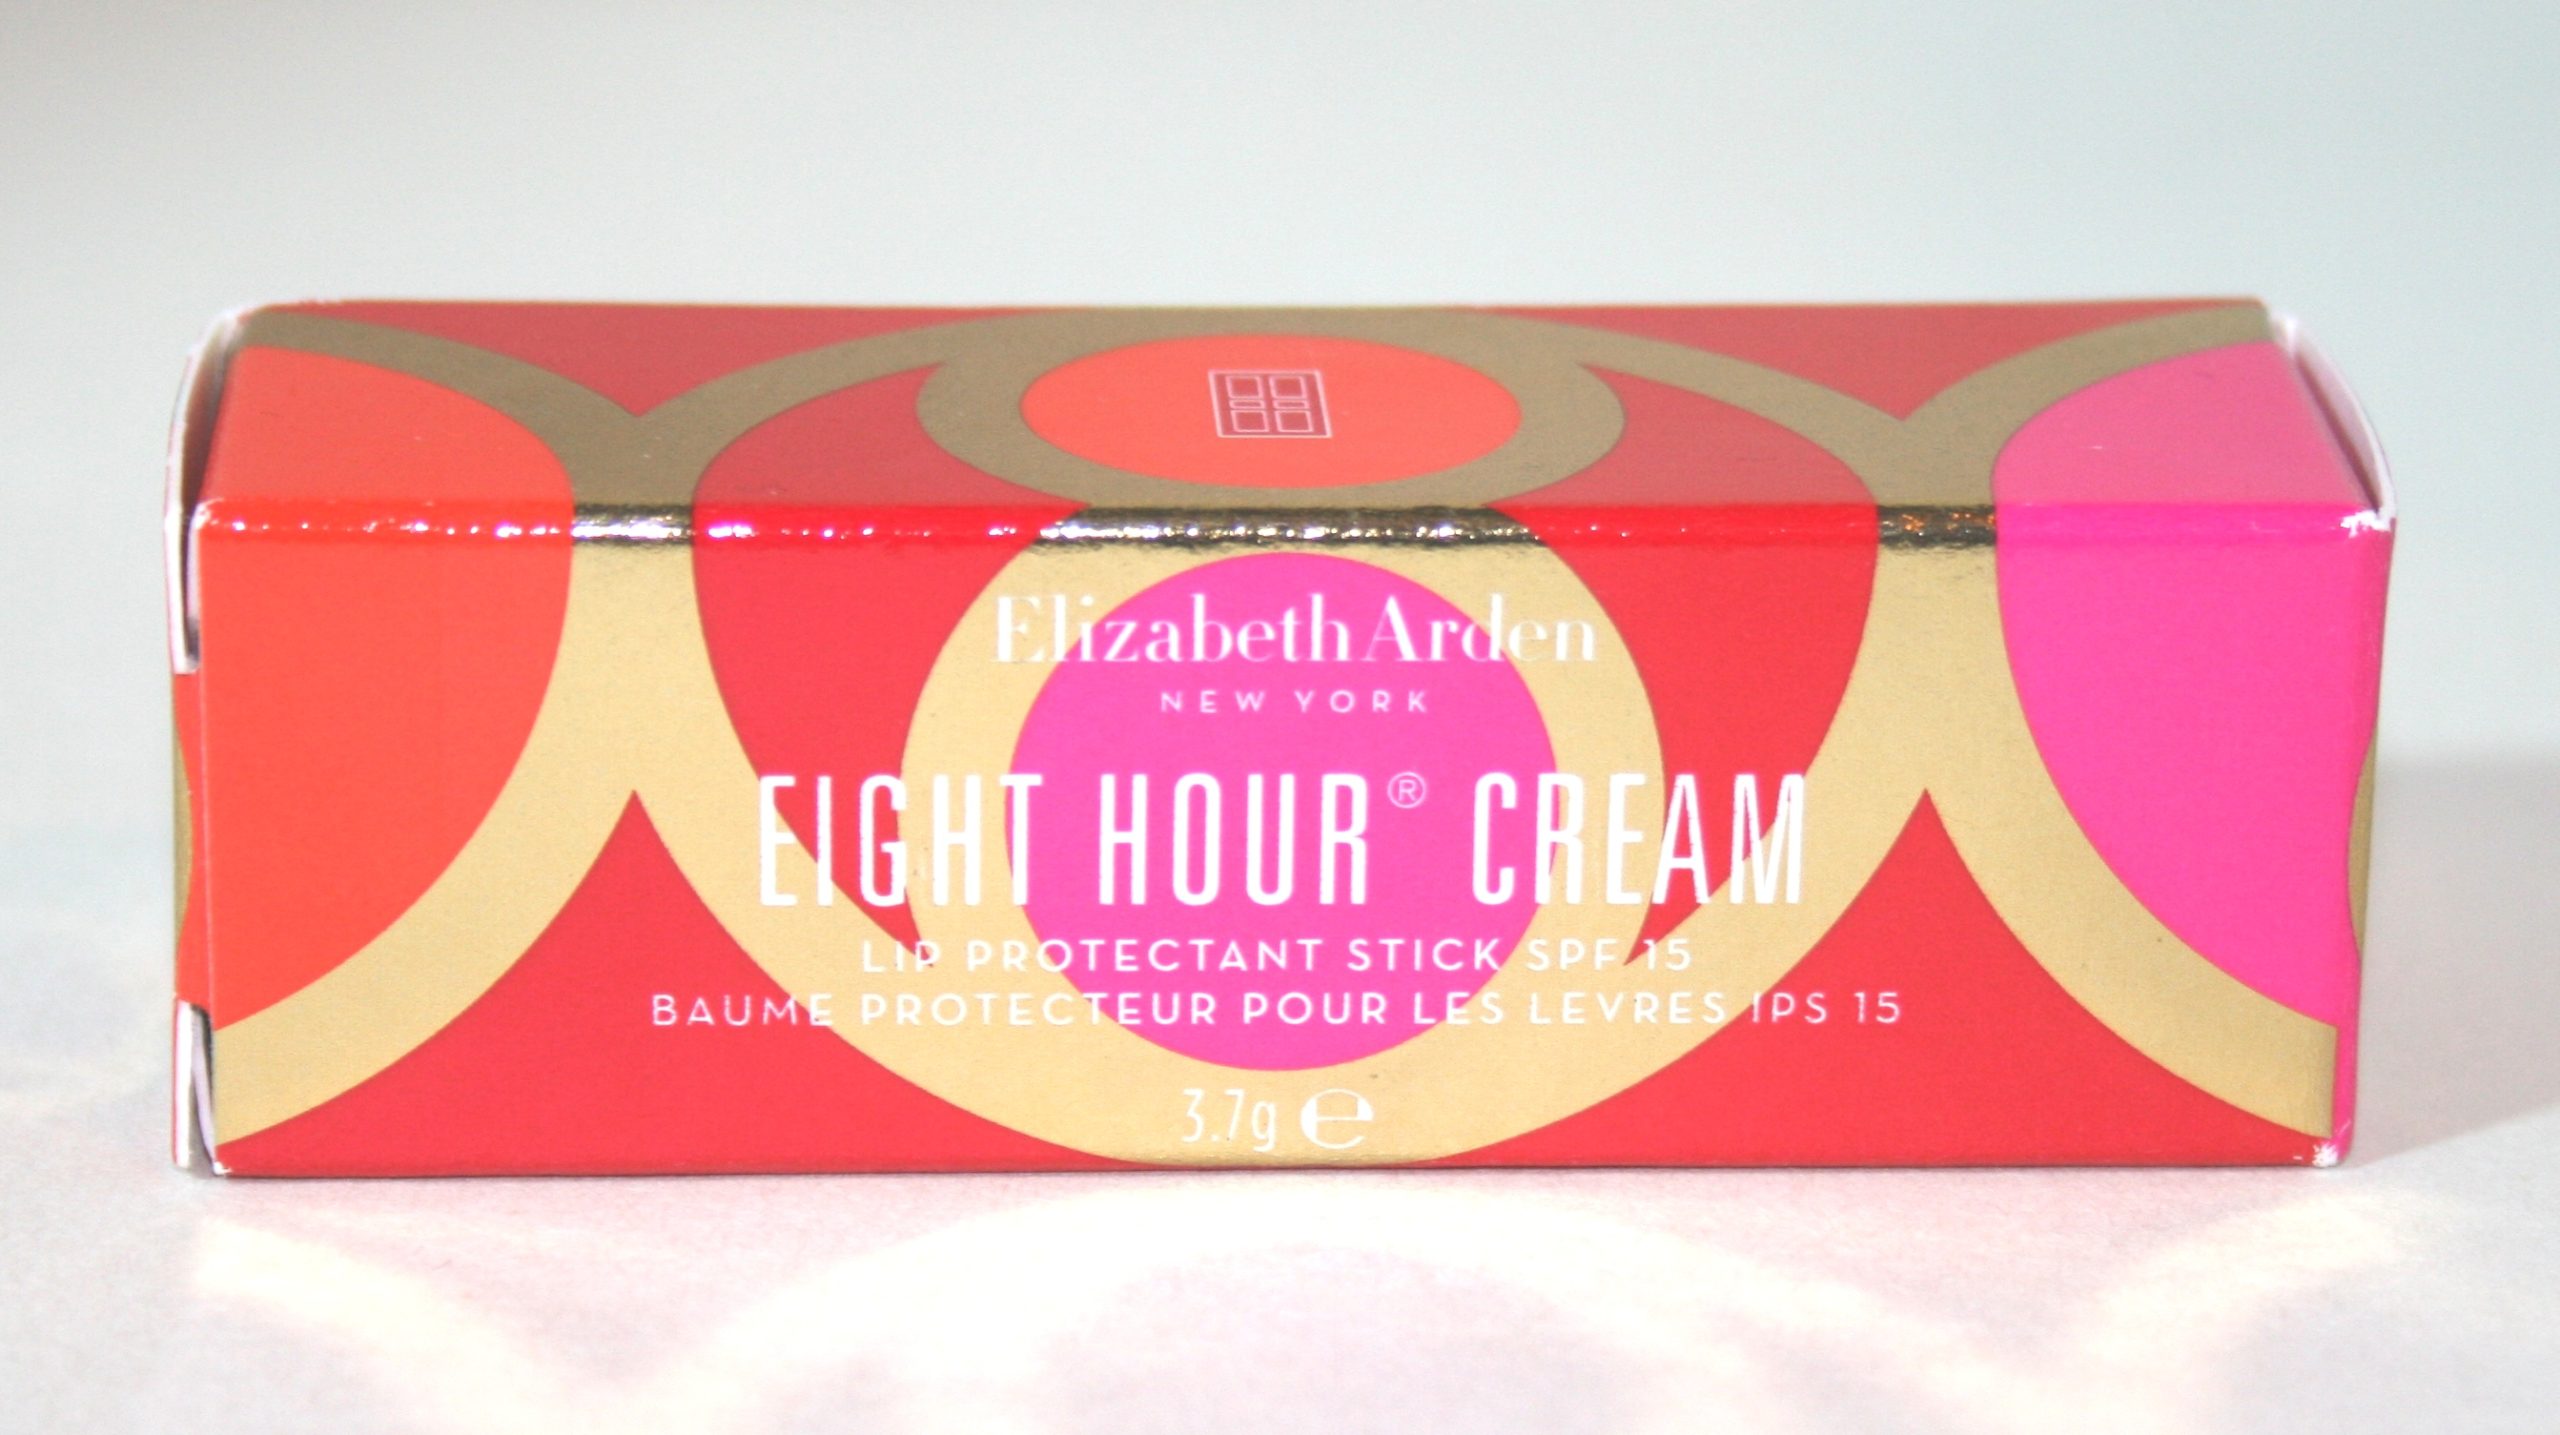 Elizabeth Arden
NEW YORK
EIGHT HOUR® CREAM
LIP PROTECTANT STICK SPF 15
BAUME PROTECTEUR POUR LES LEVRES IPS 15
3.7g ℮